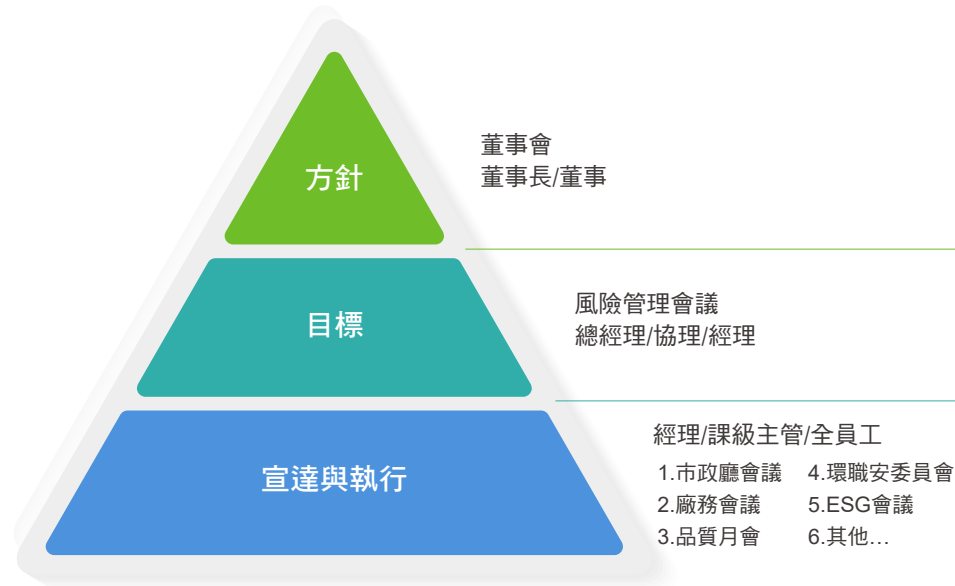 方針
董事會
董事長/董事
目標
風險管理會議
總經理/協理/經理
宣達與執行
經理/課級主管/全員工
1.市政廳會議
2.廠務會議
3.品質月會
4.環職安委員會
5.ESG會議
6.其他…